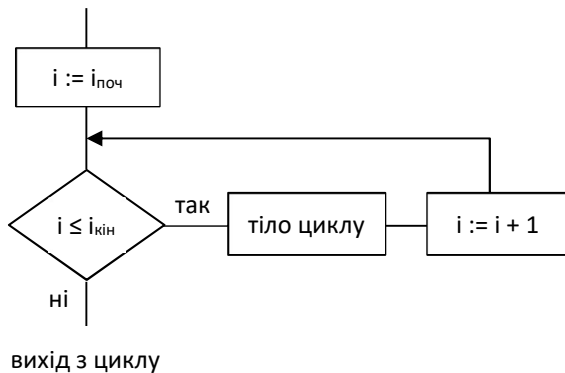 i := iпоч
i ≤ iкін
так
тіло циклу
i := i + 1
ні
вихід з циклу